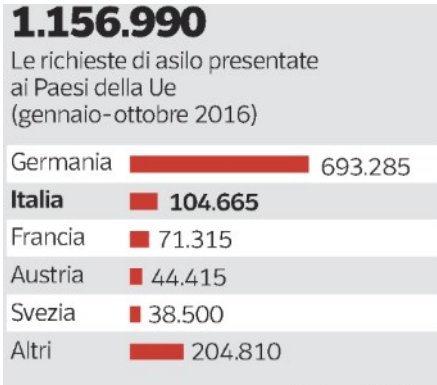 1.156.990
Le richieste di asilo presentate
ai Paesi della Ue
(gennaio-ottobre 2016)
Germania 693.285
Italia 104.665
Francia 71.315
Austria 44.415
Svezia 38.500
Altri 204.810